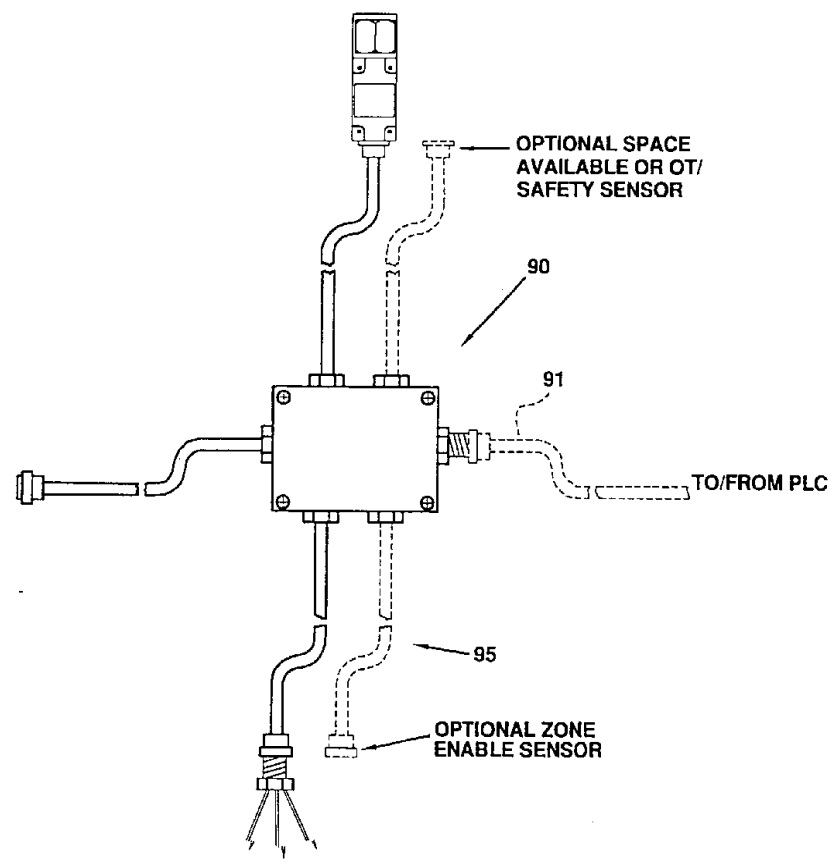 OPTIONAL SPACE
AVAILABLE OR OT/
SAFETY SENSOR
90
91
TO/FROM PLC
95
OPTIONAL ZONE
ENABLE SENSOR